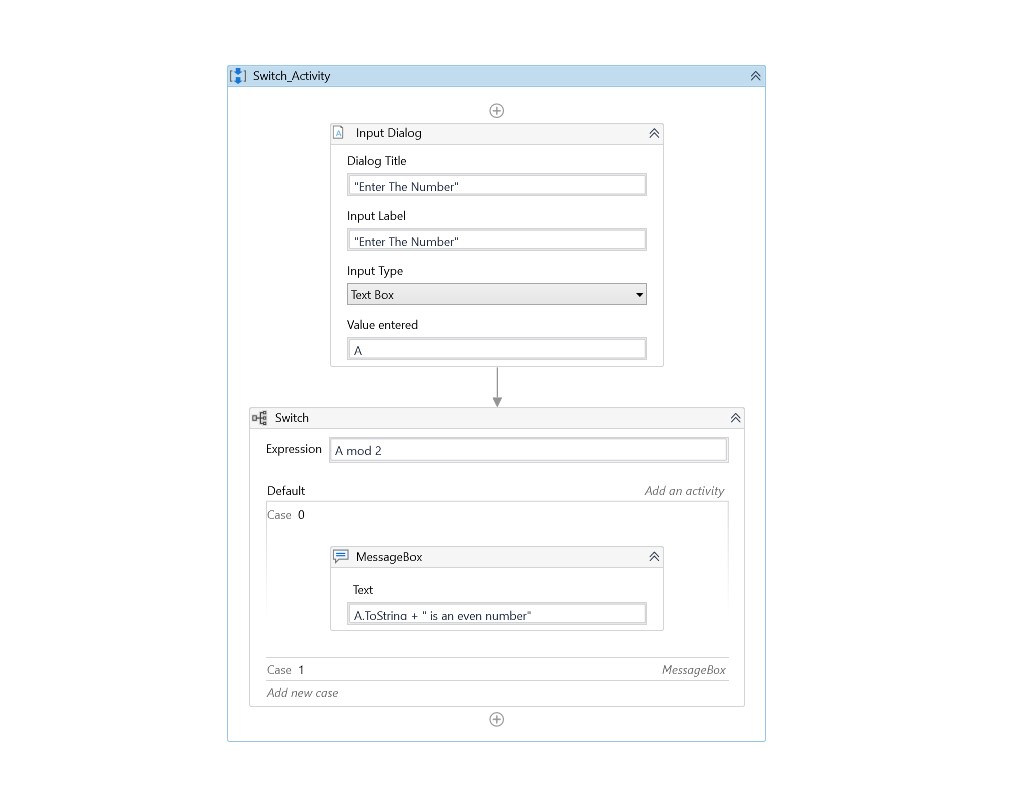 Switch_Activity
Input Dialog
Dialog Title
"Enter The Number"
Input Label
"Enter The Number"
Input Type
Text Box
Value entered
A
Switch
Expression A mod 2
Default Add an activity
Case 0
MessageBox
Text
A.ToString + " is an even number"
Case 1 MessageBox
Add new case